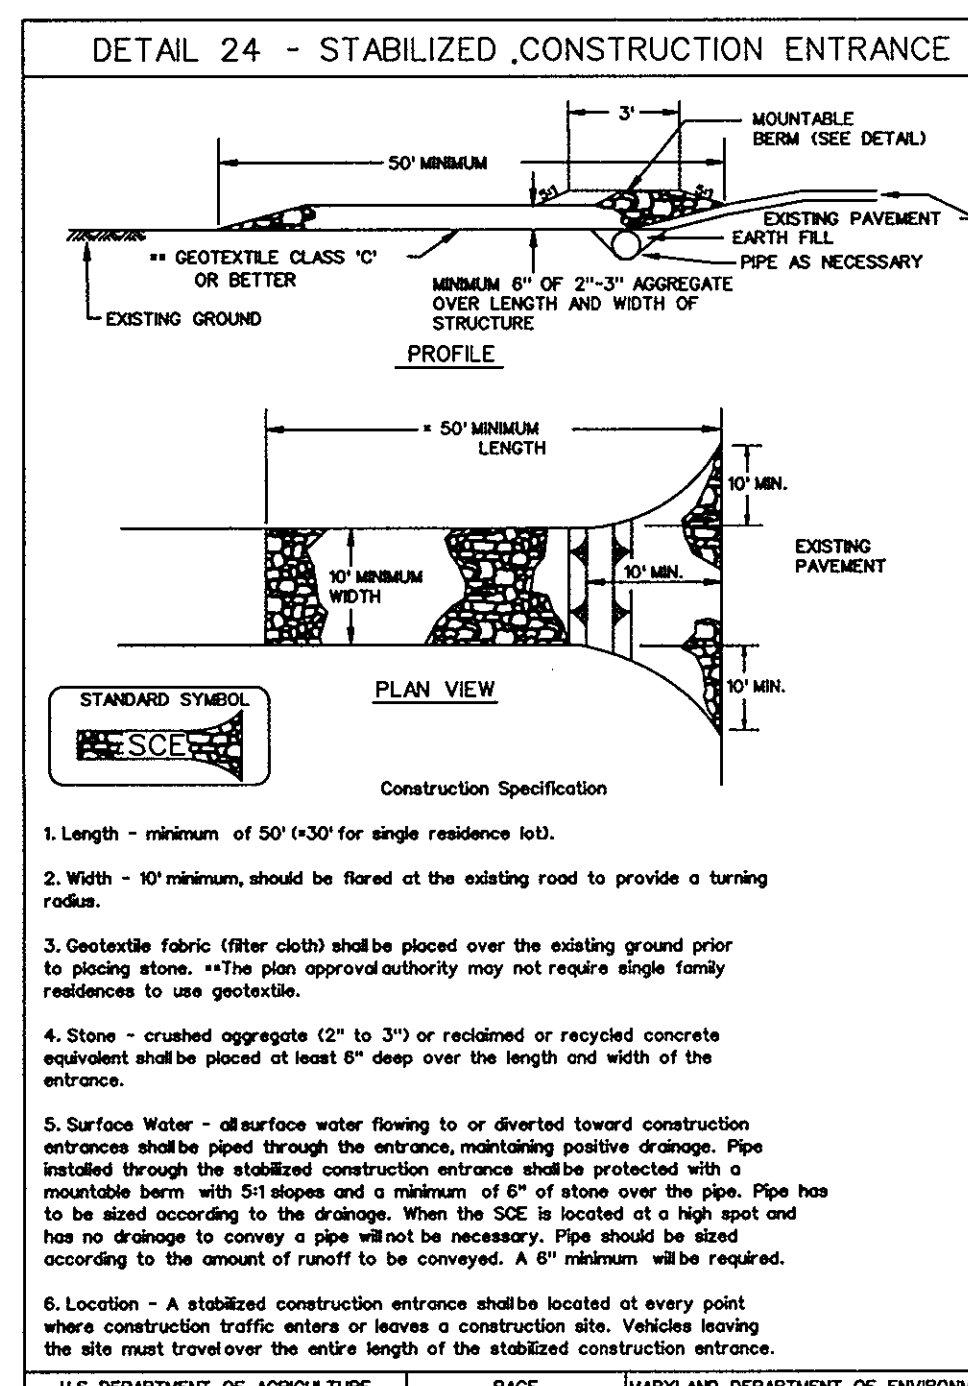 DETAIL 24 - STABILIZED CONSTRUCTION ENTRANCE
3'
MOUNTABLE
BERM (SEE DETAIL)
50' MINIMUM
5:1
5:1
EXISTING PAVEMENT
** GEOTEXTILE CLASS 'C'
OR BETTER
EARTH FILL
PIPE AS NECESSARY
MINIMUM 6" OF 2"-3" AGGREGATE
OVER LENGTH AND WIDTH OF
STRUCTURE
EXISTING GROUND
PROFILE
* 50' MINIMUM
LENGTH
10' MIN.
10' MINIMUM
WIDTH
10' MIN.
EXISTING
PAVEMENT
10' MIN.
PLAN VIEW
STANDARD SYMBOL
SCE
Construction Specification
1. Length - minimum of 50' (*30' for single residence lot).
2. Width - 10' minimum, should be flared at the existing road to provide a turning
radius.
3. Geotextile fabric (filter cloth) shall be placed over the existing ground prior
to placing stone. **The plan approval authority may not require single family
residences to use geotextile.
4. Stone - crushed aggregate (2" to 3") or reclaimed or recycled concrete
equivalent shall be placed at least 6" deep over the length and width of the
entrance.
5. Surface Water - all surface water flowing to or diverted toward construction
entrances shall be piped through the entrance, maintaining positive drainage. Pipe
installed through the stabilized construction entrance shall be protected with a
mountable berm with 5:1 slopes and a minimum of 6" of stone over the pipe. Pipe has
to be sized according to the drainage. When the SCE is located at a high spot and
has no drainage to convey a pipe will not be necessary. Pipe should be sized
according to the amount of runoff to be conveyed. A 6" minimum will be required.
6. Location - A stabilized construction entrance shall be located at every point
where construction traffic enters or leaves a construction site. Vehicles leaving
the site must travel over the entire length of the stabilized construction entrance.
U.S. DEPARTMENT OF AGRICULTURE
PAGE
MARYLAND DEPARTMENT OF ENVIRONM